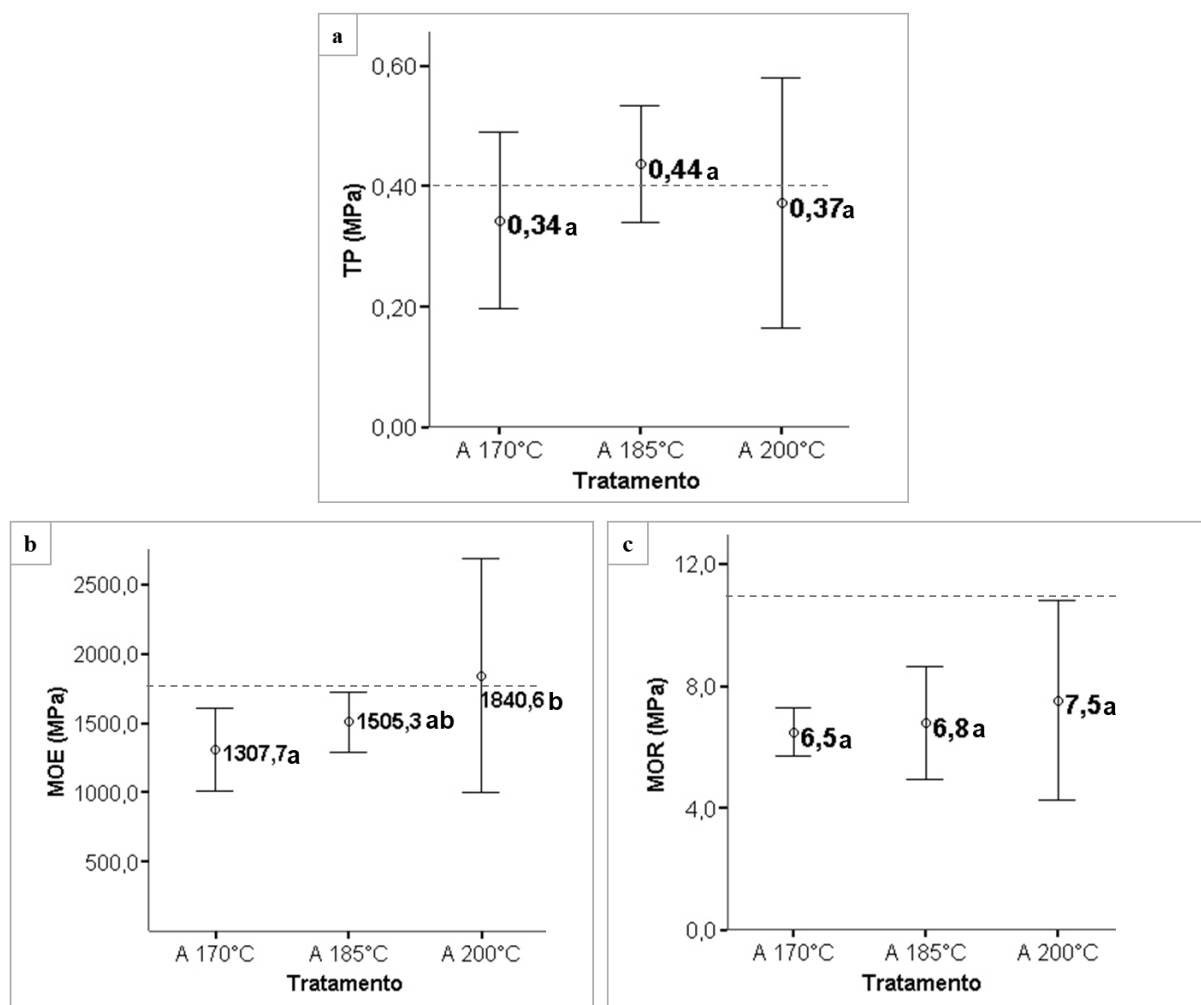 a
TP (MPa)
0,60
0,40
0,20
0,00
0,34 a
0,44 a
0,37a
A 170°C
A 185°C
A 200°C
Tratamento
b
MOE (MPa)
2500,0
2000,0
1500,0
1000,0
500,0
1307,7a
1505,3 ab
1840,6 b
A 170°C
A 185°C
A 200°C
Tratamento
c
MOR (MPa)
12,0
8,0
4,0
0,0
6,5a
6,8 a
7,5a
A 170°C
A 185°C
A 200°C
Tratamento